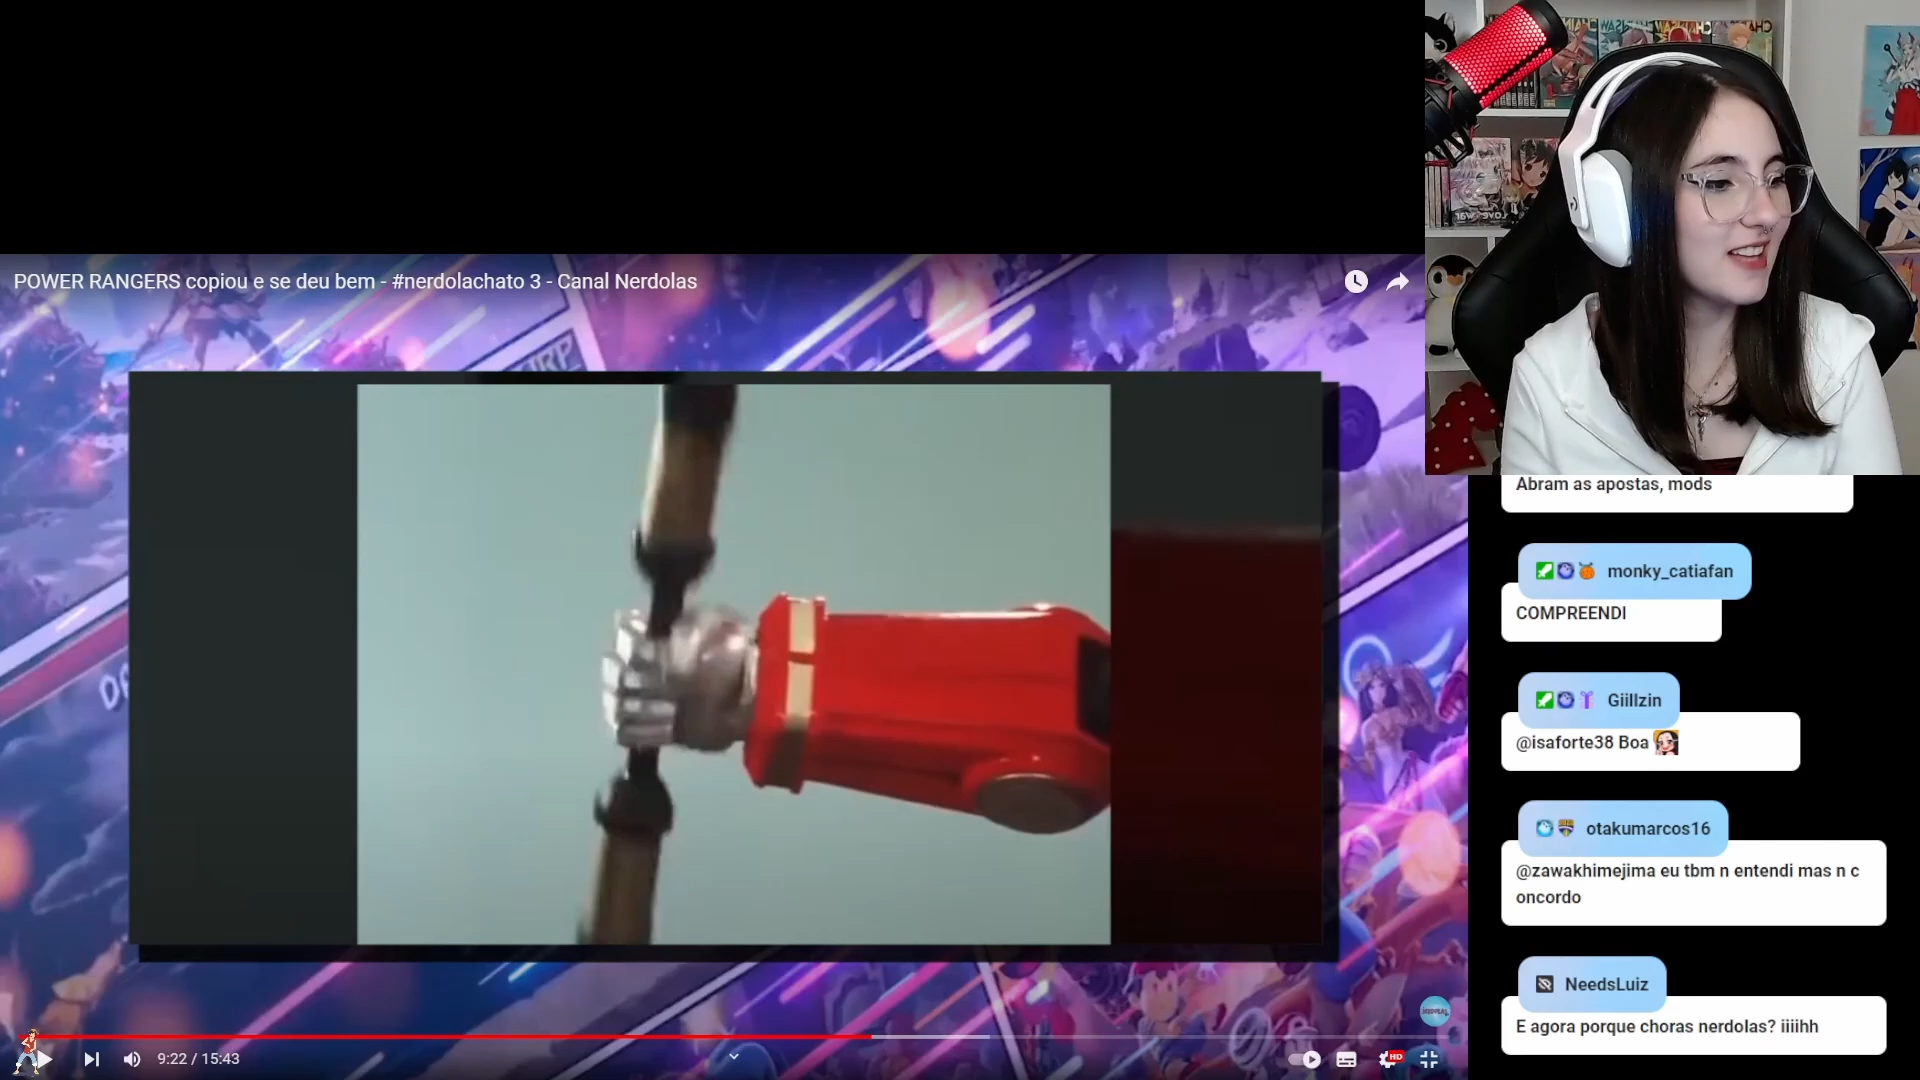 POWER RANGERS copiou e se deu bem - #nerdolachato 3 - Canal Nerdolas
Abram as apostas, mods
monky_catiafan
COMPREENDI
Giillzin
@isaforte38 Boa
otakumarcos16
@zawakhimejima eu tbm n entendi mas n c
oncordo
NeedsLuiz
E agora porque choras nerdolas? iiiihh
9:22 / 15:43
HD